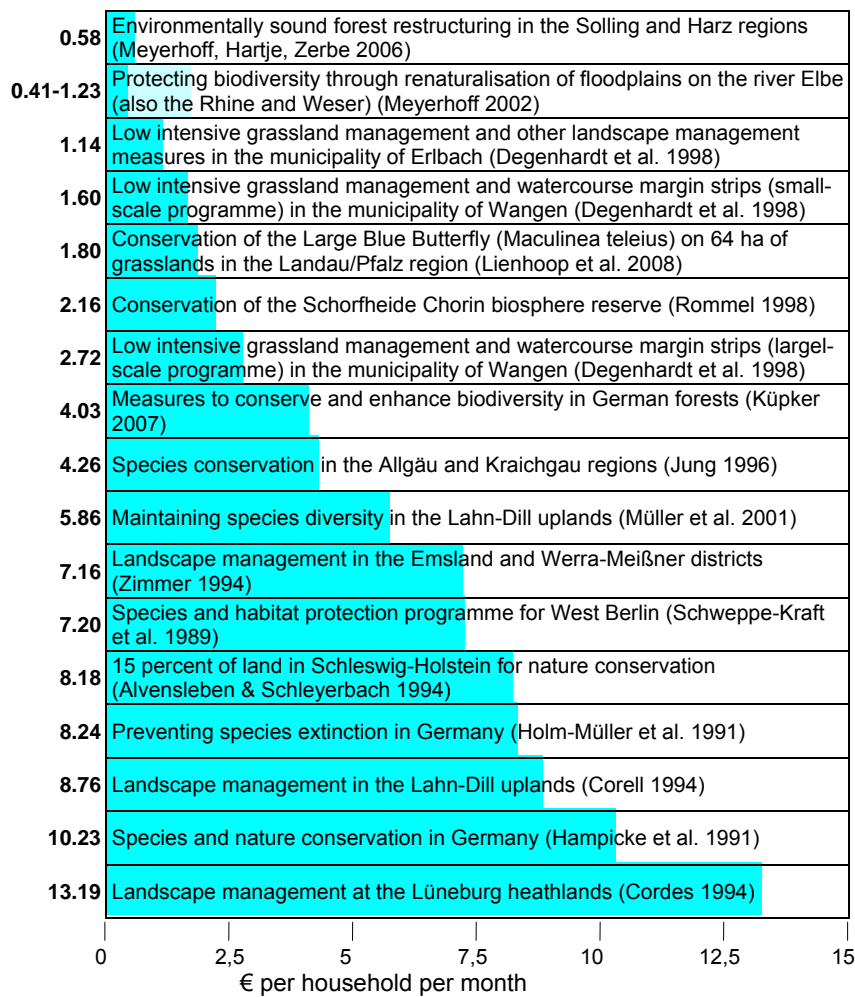 0.58 Environmentally sound forest restructuring in the Solling and Harz regions
(Meyerhoff, Hartje, Zerbe 2006)
0.41-1.23 Protecting biodiversity through renaturalisation of floodplains on the river Elbe
(also the Rhine and Weser) (Meyerhoff 2002)
1.14 Low intensive grassland management and other landscape management
measures in the municipality of Erlbach (Degenhardt et al. 1998)
1.60 Low intensive grassland management and watercourse margin strips (small-
scale programme) in the municipality of Wangen (Degenhardt et al. 1998)
1.80 Conservation of the Large Blue Butterfly (Maculinea teleius) on 64 ha of
grasslands in the Landau/Pfalz region (Lienhoop et al. 2008)
2.16 Conservation of the Schorfheide Chorin biosphere reserve (Rommel 1998)
2.72 Low intensive grassland management and watercourse margin strips (largel-
scale programme) in the municipality of Wangen (Degenhardt et al. 1998)
4.03 Measures to conserve and enhance biodiversity in German forests (Küpker
2007)
4.26 Species conservation in the Allgäu and Kraichgau regions (Jung 1996)
5.86 Maintaining species diversity in the Lahn-Dill uplands (Müller et al. 2001)
7.16 Landscape management in the Emsland and Werra-Meißner districts
(Zimmer 1994)
7.20 Species and habitat protection programme for West Berlin (Schweppe-Kraft
et al. 1989)
8.18 15 percent of land in Schleswig-Holstein for nature conservation
(Alvensleben & Schleyerbach 1994)
8.24 Preventing species extinction in Germany (Holm-Müller et al. 1991)
8.76 Landscape management in the Lahn-Dill uplands (Corell 1994)
10.23 Species and nature conservation in Germany (Hampicke et al. 1991)
13.19 Landscape management at the Lüneburg heathlands (Cordes 1994)
0 2,5 5 7,5 10 12,5 15
€ per household per month